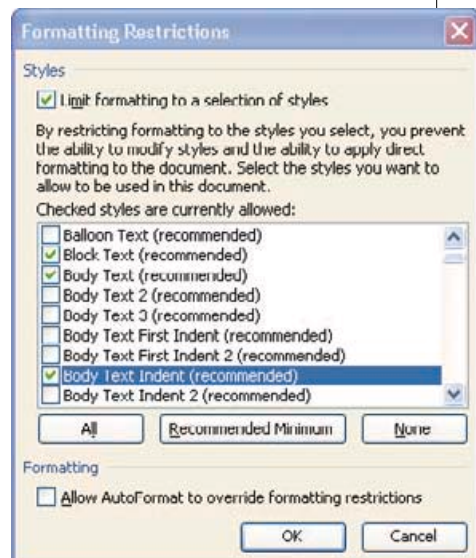 Formatting Restrictions
Styles
Limit formatting to a selection of styles
By restricting formatting to the styles you select, you prevent
the ability to modify styles and the ability to apply direct
formatting to the document. Select the styles you want to
allow to be used in this document.
Checked styles are currently allowed:
Balloon Text (recommended)
Block Text (recommended)
Body Text (recommended)
Body Text 2 (recommended)
Body Text 3 (recommended)
Body Text First Indent (recommended)
Body Text First Indent 2 (recommended)
Body Text Indent (recommended)
Body Text Indent 2 (recommended)
All Recommended Minimum None
Formatting
Allow AutoFormat to override formatting restrictions
OK Cancel